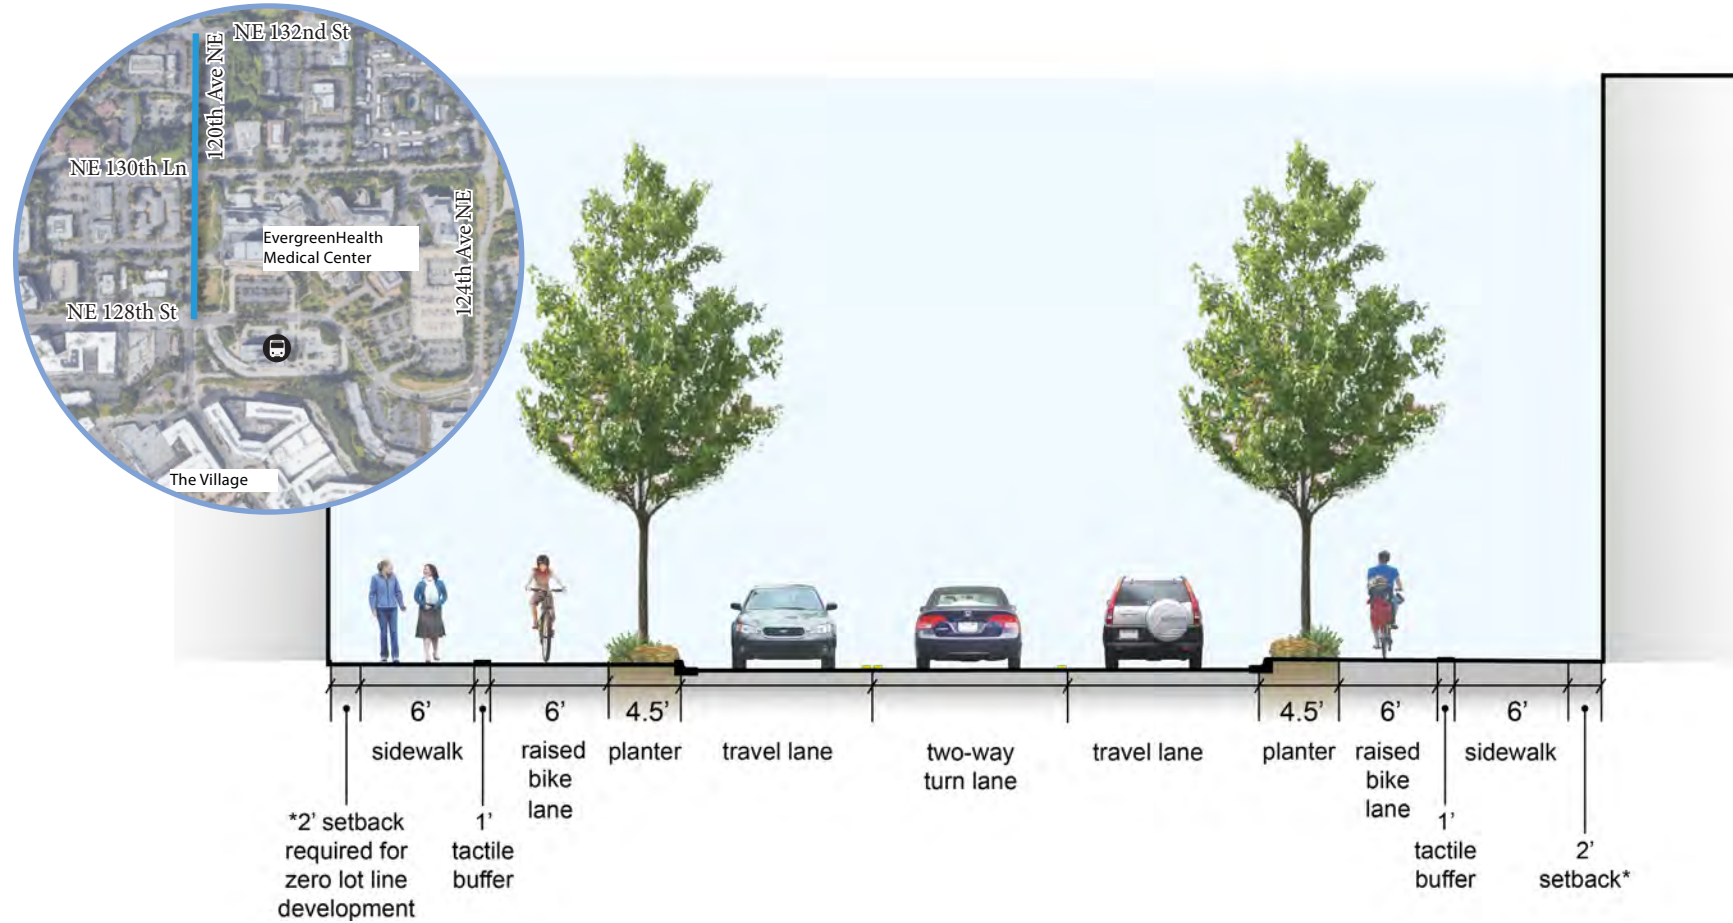 NE 132nd St
120th Ave NE
NE 130th Ln
124th Ave NE
EvergreenHealth
Medical Center
NE 128th St
The Village
6'
6'
4.5'
4.5'
6'
6'
sidewalk
raised
bike
lane
planter
travel lane
two-way
turn lane
travel lane
planter
raised
bike
lane
sidewalk
*2' setback
required for
zero lot line
development
1'
tactile
buffer
1'
tactile
buffer
2'
setback*